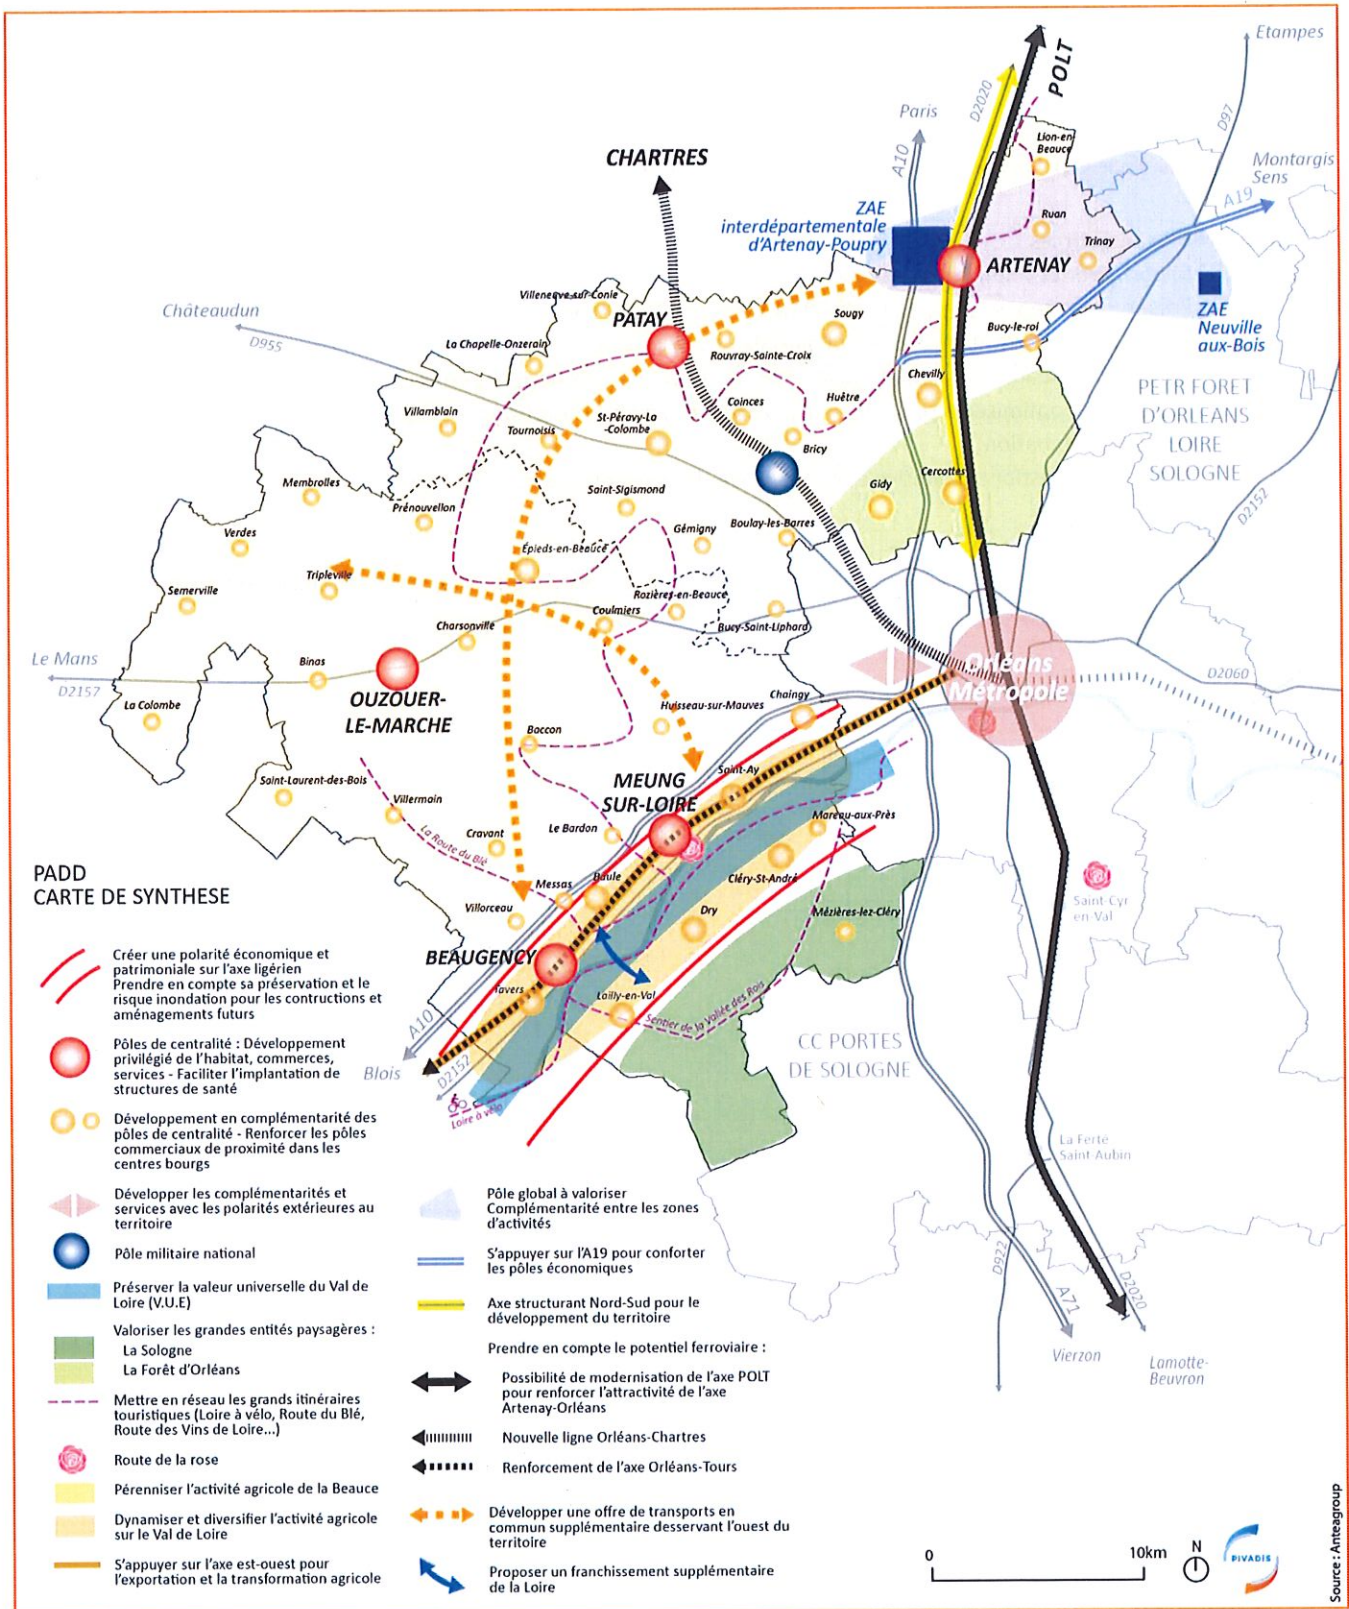 Etampes
POLT
D2020
Paris
D97
A10
Lion-en-
Beauce
CHARTRES
Montargis
Sens
A19
ZAE
interdépartementale
d'Artenay-Poupry
Ruan
Trinay
ARTENAY
Villeneuve-sur-Conie
Châteaudun
D955
PATAY
Sougy
ZAE
Neuville
aux-Bois
Bucy-le-roi
La Chapelle-Onzerain
Rouvray-Sainte-Croix
Chevilly
PETR FORET
D'ORLEANS
LOIRE
SOLOGNE
Villamblain
Tournoisis
St-Péravy-La
-Colombe
Coinces
Huêtre
Bricy
Cercottes
Gidy
Membrolles
Prénouvellon
Saint-Sigismond
D2152
Verdes
Gémigny
Boulay-les-Barres
Epieds-en-Beauce
Tripleville
Semerville
Rozières-en-Beauce
Coulmiers
Charsonville
Bucy-Saint-Liphard
Le Mans
D2157
Binas
Orléans
Métropole
D2060
La Colombe
OUZOUER-
LE-MARCHE
Chaingy
Huisseau-sur-Mauves
Baccon
Saint-Laurent-des-Bois
Villermain
MEUNG
SUR-LOIRE
Saint-Ay
La Route du Blé
Cravant
Le Bardon
Mareau-aux-Près
Messas
Baule
Cléry-St-André
Villorceau
Dry
Mézières-lez-Cléry
Saint-Cyr
en-Val
BEAUGENCY
Tavers
Lailly-en-Val
Sentier de la Vallée des Rois
A10
Blois
D2152
Loire à vélo
CC PORTES
DE SOLOGNE
La Ferté
Saint-Aubin
D922
A71
D2020
Vierzon
Lamotte-
Beuvron
PADD
CARTE DE SYNTHESE
Créer une polarité économique et
patrimoniale sur l'axe ligérien
Prendre en compte sa préservation et le
risque inondation pour les contructions et
aménagements futurs
Pôles de centralité : Développement
privilégié de l'habitat, commerces,
services - Faciliter l'implantation de
structures de santé
Développement en complémentarité des
pôles de centralité - Renforcer les pôles
commerciaux de proximité dans les
centres bourgs
Développer les complémentarités et
services avec les polarités extérieures au
territoire
Pôle militaire national
Préserver la valeur universelle du Val de
Loire (V.U.E)
Valoriser les grandes entités paysagères :
La Sologne
La Forêt d'Orléans
Mettre en réseau les grands itinéraires
touristiques (Loire à vélo, Route du Blé,
Route des Vins de Loire...)
Route de la rose
Pérenniser l'activité agricole de la Beauce
Dynamiser et diversifier l'activité agricole
sur le Val de Loire
S'appuyer sur l'axe est-ouest pour
l'exportation et la transformation agricole
Pôle global à valoriser
Complémentarité entre les zones
d'activités
S'appuyer sur l'A19 pour conforter
les pôles économiques
Axe structurant Nord-Sud pour le
développement du territoire
Prendre en compte le potentiel ferroviaire :
Possibilité de modernisation de l'axe POLT
pour renforcer l'attractivité de l'axe
Artenay-Orléans
Nouvelle ligne Orléans-Chartres
Renforcement de l'axe Orléans-Tours
Développer une offre de transports en
commun supplémentaire desservant l'ouest du
territoire
Proposer un franchissement supplémentaire
de la Loire
0
10km
N
PIVADIS
Source : Anteagroup